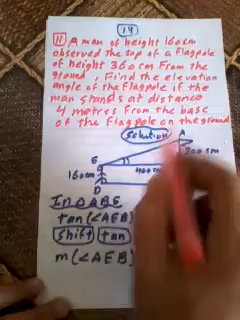 14
11 A man of height 160 cm
observed the top of a flagpole
of height 360 cm From the
ground, Find the elevation
angle of the flagpole if the
man stands at distance
4 metres from the base
of the flagpole on the ground
Solution
A
200 cm
E
160cm
400
D
In ΔABE
tan(∠AEB)
Shift tan
m(∠AEB)